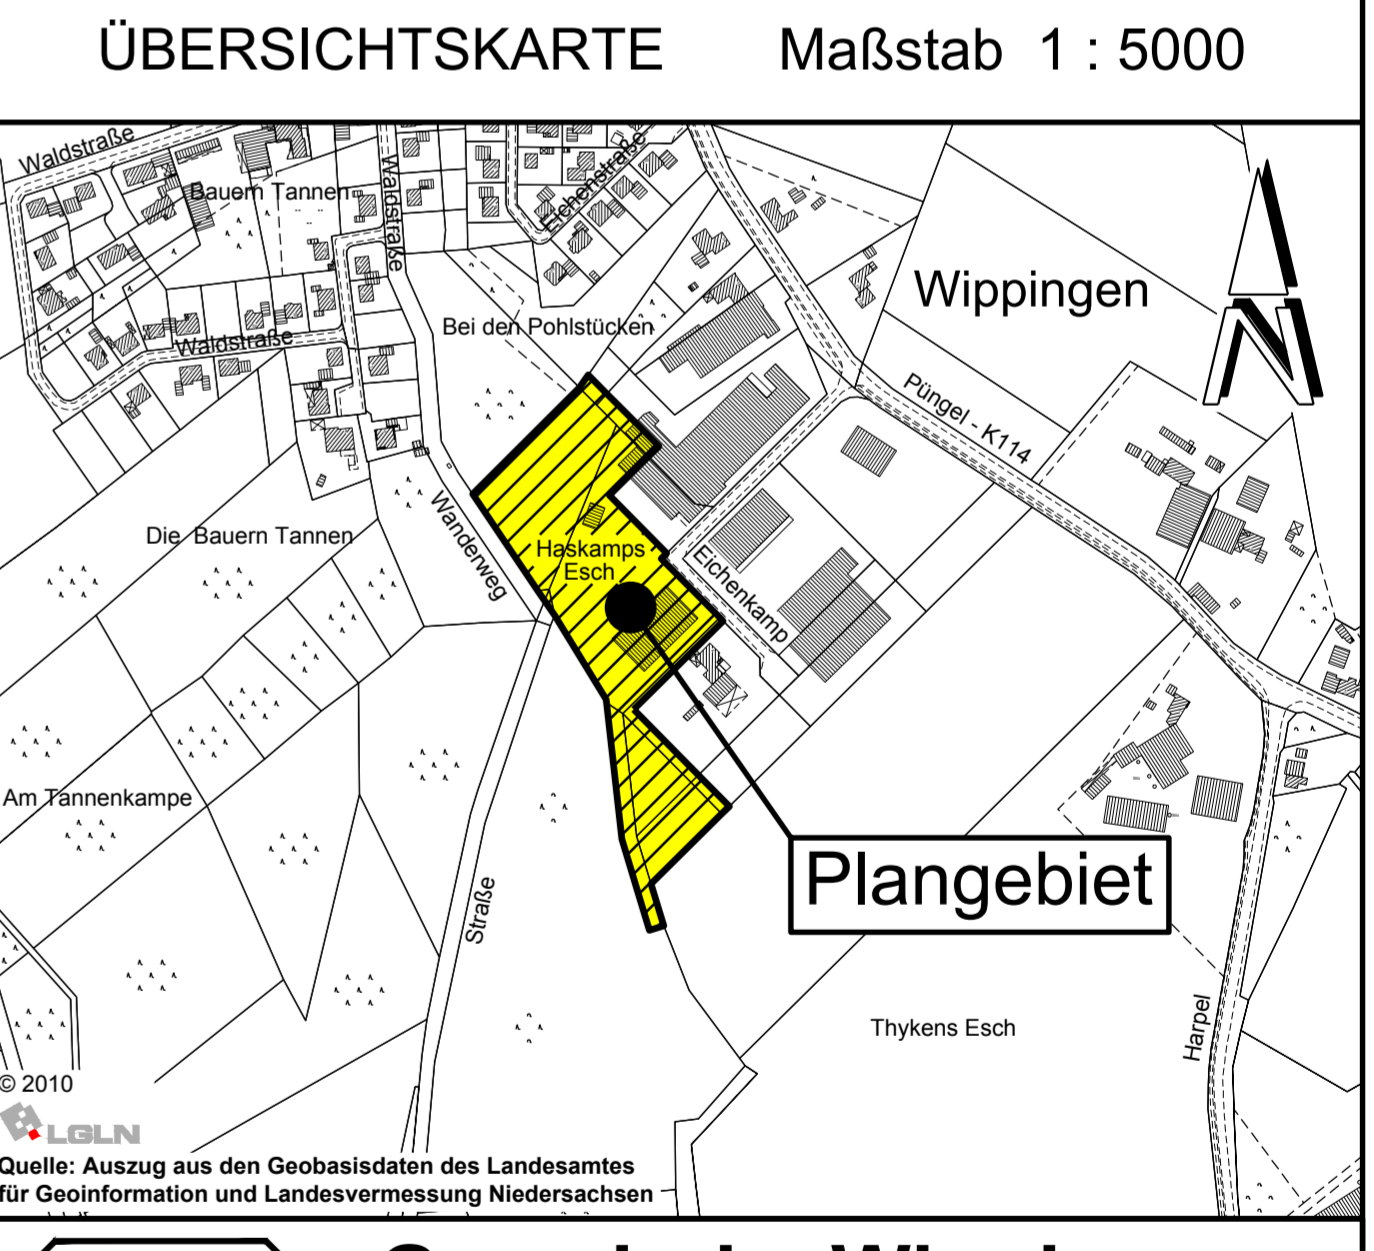 ÜBERSICHTSKARTE Maßstab 1 : 5000
Waldstraße
Bauern Tannen
Waldstraße
Eichenstraße
Wippingen
Bei den Pohlstücken
Waldstraße
Püngel - K114
Die Bauern Tannen
Wanderweg
Haskamps
Esch
Eichenkamp
Am Tannenkampe
Plangebiet
Straße
Thykens Esch
Harpel
© 2010
LGLN
Quelle: Auszug aus den Geobasisdaten des Landesamtes
für Geoinformation und Landesvermessung Niedersachsen